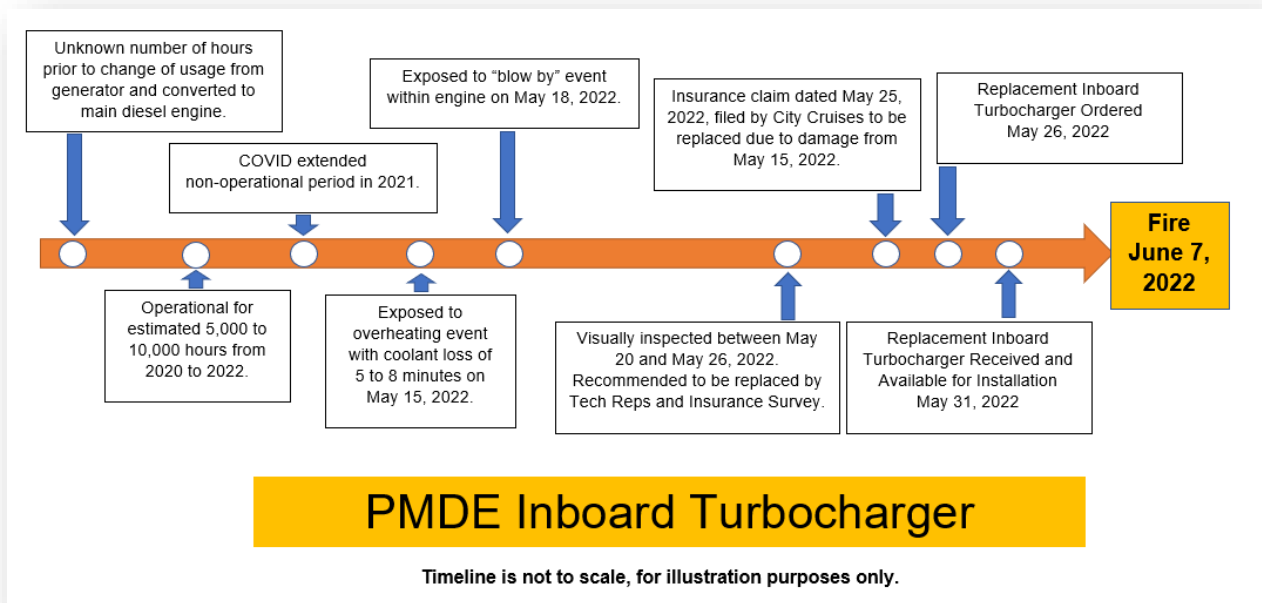 Unknown number of hours
prior to change of usage from
generator and converted to
main diesel engine.
COVID extended
non-operational period in 2021.
Exposed to “blow by” event
within engine on May 18, 2022.
Insurance claim dated May 25,
2022, filed by City Cruises to be
replaced due to damage from
May 15, 2022.
Replacement Inboard
Turbocharger Ordered
May 26, 2022
Fire
June 7,
2022
Operational for
estimated 5,000 to
10,000 hours from
2020 to 2022.
Exposed to
overheating event
with coolant loss of
5 to 8 minutes on
May 15, 2022.
Visually inspected between May
20 and May 26, 2022.
Recommended to be replaced by
Tech Reps and Insurance Survey.
Replacement Inboard
Turbocharger Received and
Available for Installation
May 31, 2022
PMDE Inboard Turbocharger
Timeline is not to scale, for illustration purposes only.